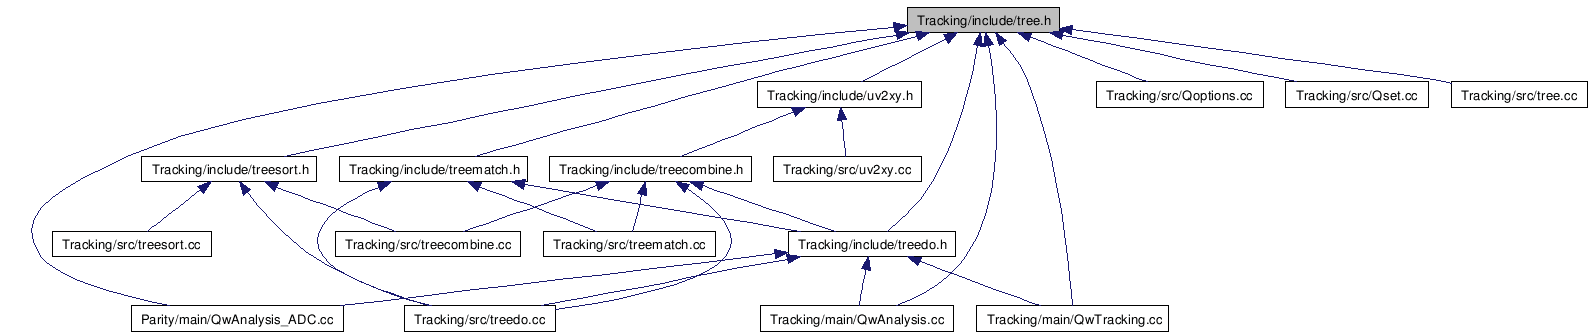 Tracking/include/tree.h
Tracking/include/uv2xy.h
Tracking/src/Qoptions.cc
Tracking/src/Qset.cc
Tracking/src/tree.cc
Tracking/include/treesort.h
Tracking/include/treematch.h
Tracking/include/treecombine.h
Tracking/src/uv2xy.cc
Tracking/src/treesort.cc
Tracking/src/treecombine.cc
Tracking/src/treematch.cc
Tracking/include/treedo.h
Parity/main/QwAnalysis_ADC.cc
Tracking/src/treedo.cc
Tracking/main/QwAnalysis.cc
Tracking/main/QwTracking.cc